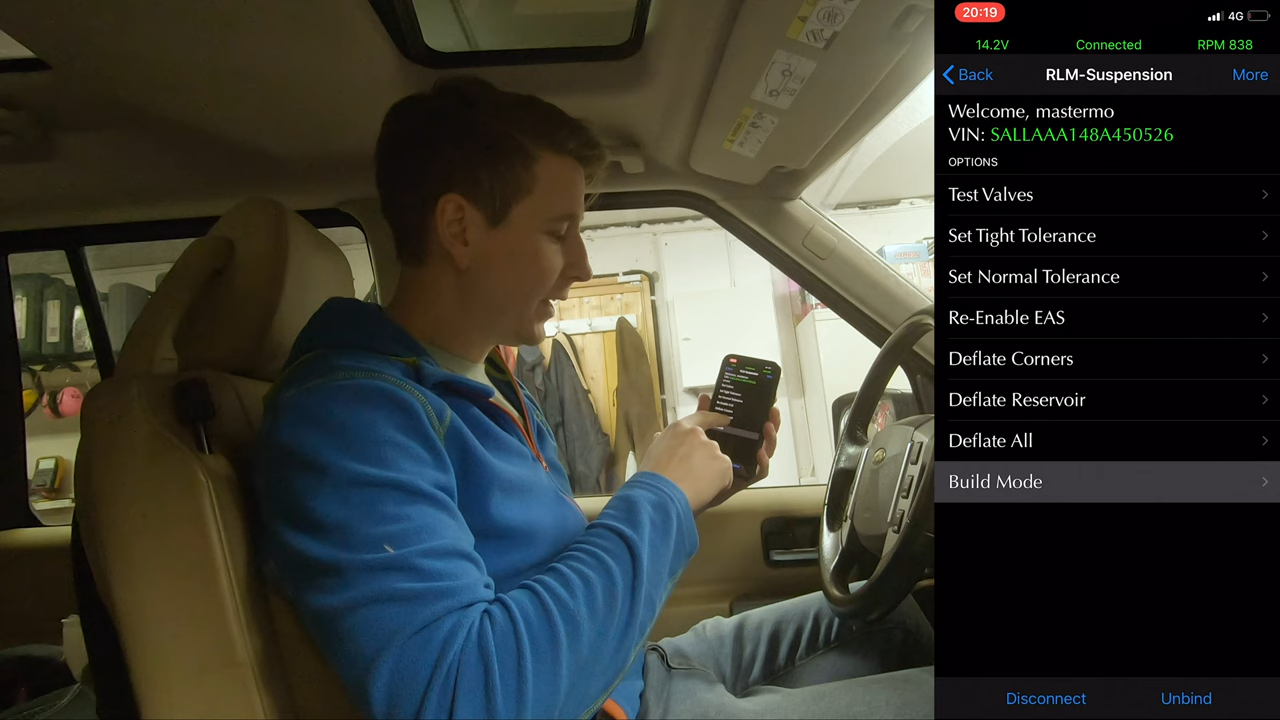 20:19
4G
14.2V
Connected
RPM 838
Back
RLM-Suspension
More
Welcome, mastermo
VIN: SALLAAA148A450526
OPTIONS
Test Valves
Set Tight Tolerance
Set Normal Tolerance
Re-Enable EAS
Deflate Corners
Deflate Reservoir
Deflate All
Build Mode
Disconnect
Unbind